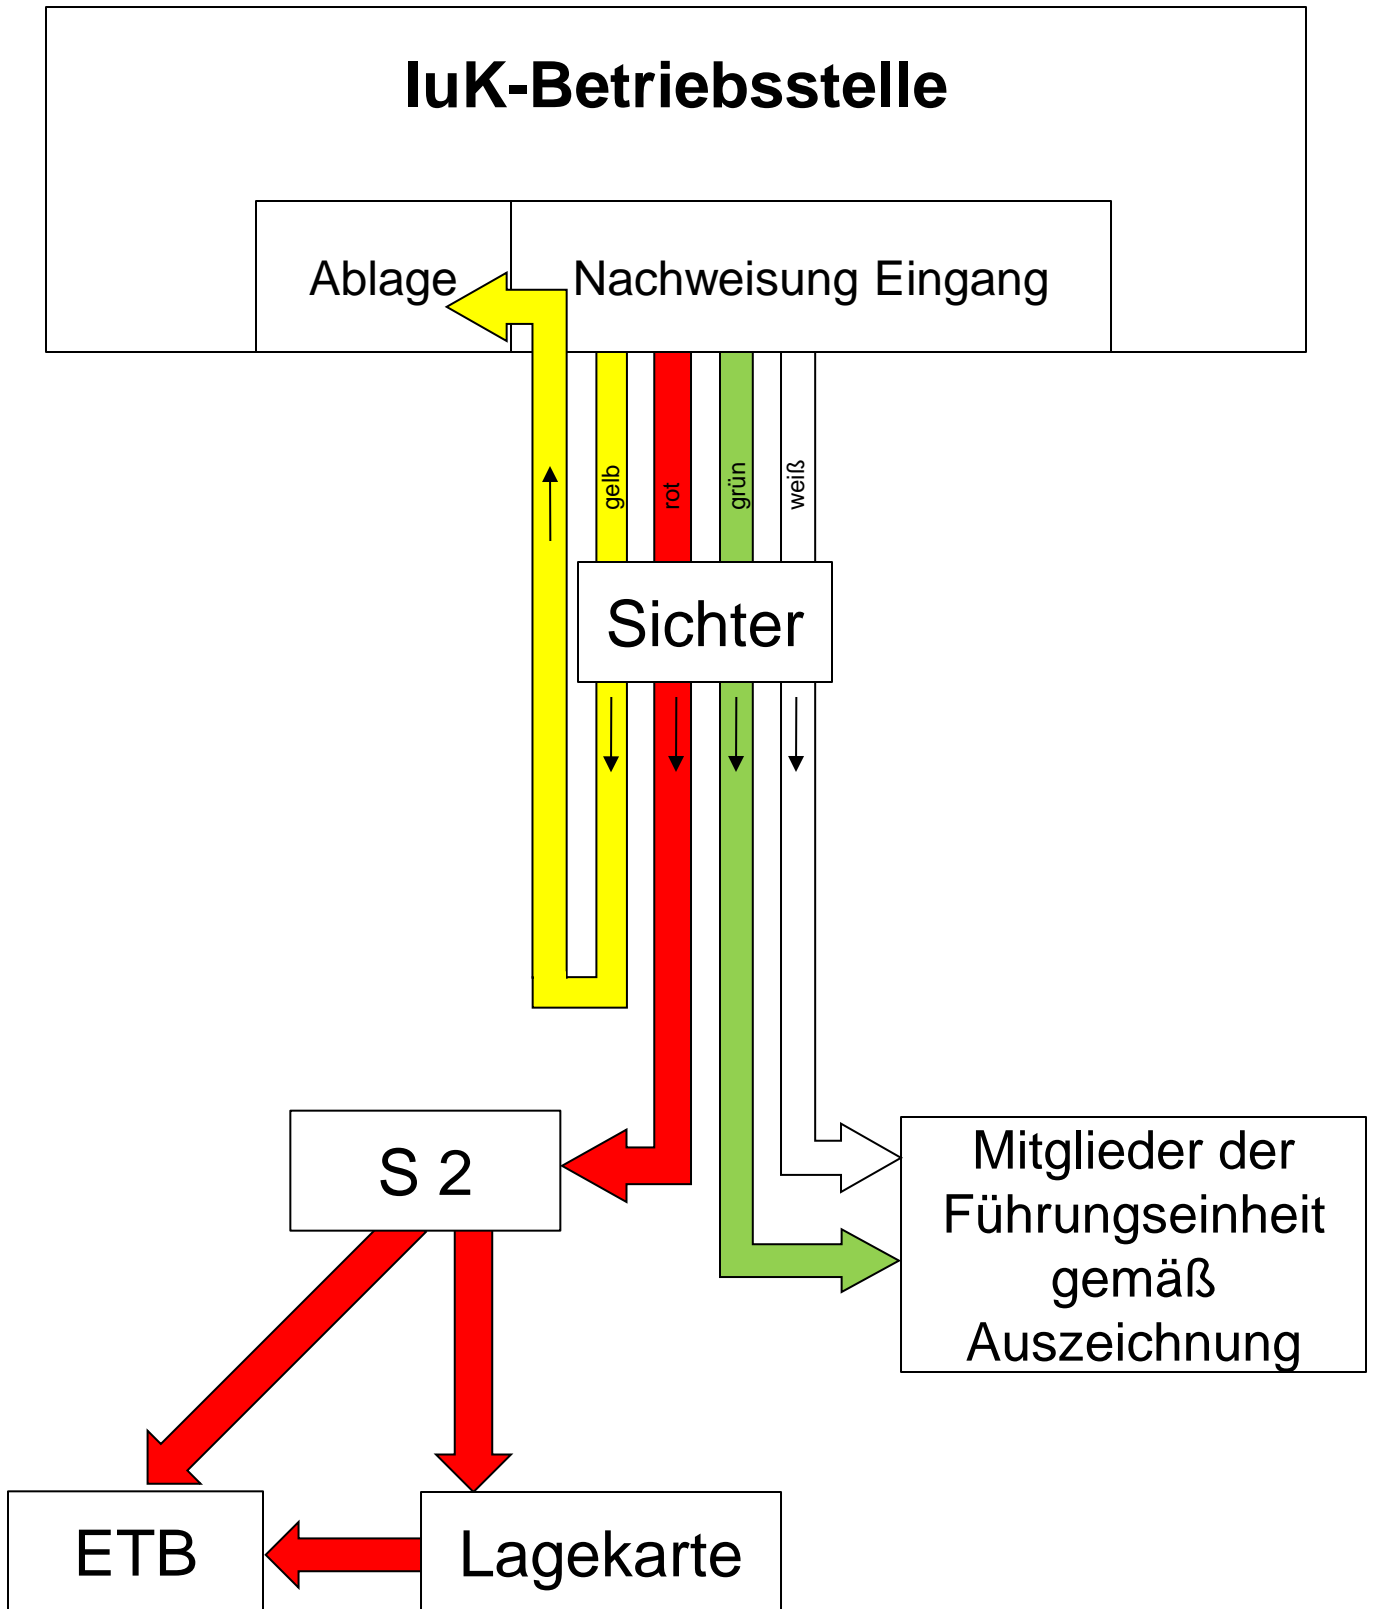 IuK-Betriebsstelle
Ablage
Nachweisung Eingang
gelb
rot
grün
weiß
Sichter
S 2
Mitglieder der
Führungseinheit
gemäß
Auszeichnung
ETB
Lagekarte